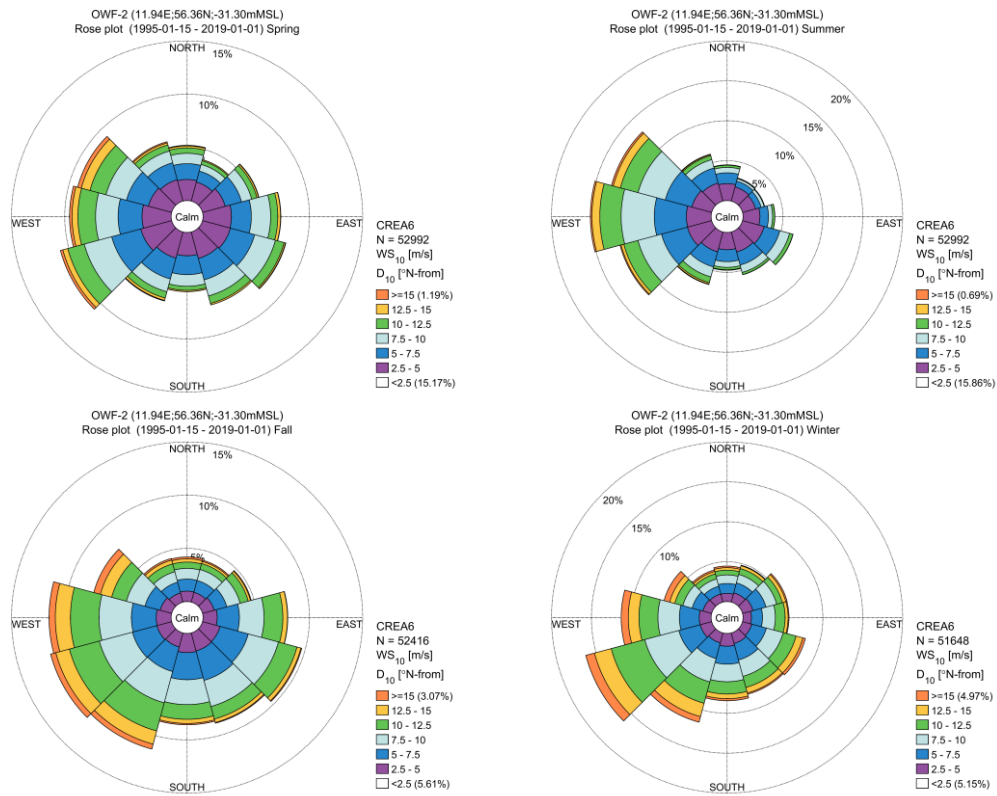 OWF-2 (11.94E;56.36N;-31.30mMSL)
Rose plot (1995-01-15 - 2019-01-01) Spring
NORTH
15%
10%
WEST
Calm
EAST
SOUTH
CREA6
N = 52992
WS10 [m/s]
D10 [°N-from]
>=15 (1.19%)
12.5 - 15
10 - 12.5
7.5 - 10
5 - 7.5
2.5 - 5
<2.5 (15.17%)
OWF-2 (11.94E;56.36N;-31.30mMSL)
Rose plot (1995-01-15 - 2019-01-01) Summer
NORTH
20%
15%
10%
5%
WEST
Calm
EAST
SOUTH
CREA6
N = 52992
WS10 [m/s]
D10 [°N-from]
>=15 (0.69%)
12.5 - 15
10 - 12.5
7.5 - 10
5 - 7.5
2.5 - 5
<2.5 (15.86%)
OWF-2 (11.94E;56.36N;-31.30mMSL)
Rose plot (1995-01-15 - 2019-01-01) Fall
NORTH
15%
10%
5%
WEST
Calm
EAST
SOUTH
CREA6
N = 52416
WS10 [m/s]
D10 [°N-from]
>=15 (3.07%)
12.5 - 15
10 - 12.5
7.5 - 10
5 - 7.5
2.5 - 5
<2.5 (5.61%)
OWF-2 (11.94E;56.36N;-31.30mMSL)
Rose plot (1995-01-15 - 2019-01-01) Winter
NORTH
20%
15%
10%
WEST
Calm
EAST
SOUTH
CREA6
N = 51648
WS10 [m/s]
D10 [°N-from]
>=15 (4.97%)
12.5 - 15
10 - 12.5
7.5 - 10
5 - 7.5
2.5 - 5
<2.5 (5.15%)